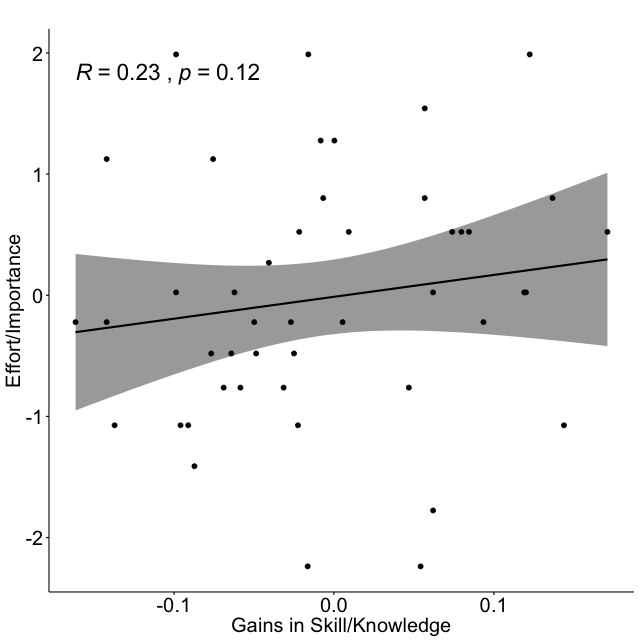 2
R = 0.23 , p = 0.12
1
0
-1
-2
Effort/Importance
-0.1 0.0 0.1
Gains in Skill/Knowledge